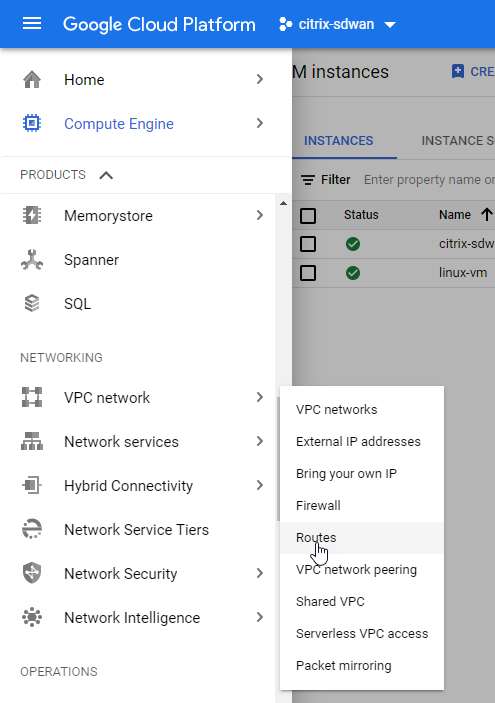 Google Cloud Platform citrix-sdwan
Home
Compute Engine
PRODUCTS
Memorystore
Spanner
SQL
NETWORKING
VPC network
Network services
Hybrid Connectivity
Network Service Tiers
Network Security
Network Intelligence
OPERATIONS
M instances CRE
INSTANCES INSTANCE S
Filter Enter property name or
Status Name
citrix-sdw
linux-vm
VPC networks
External IP addresses
Bring your own IP
Firewall
Routes
VPC network peering
Shared VPC
Serverless VPC access
Packet mirroring